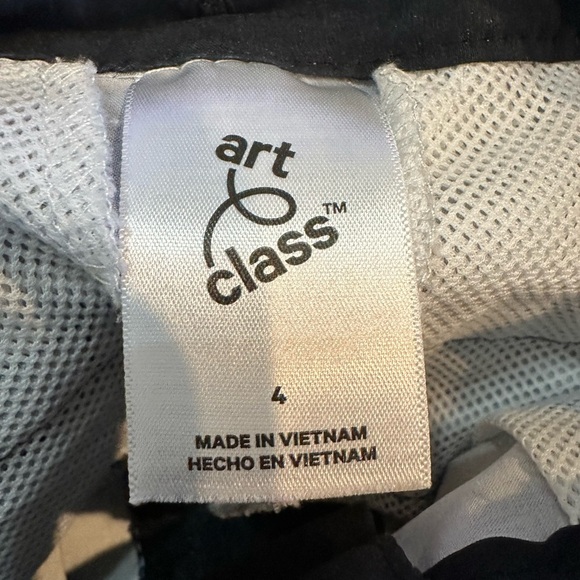 art
class™
4
MADE IN VIETNAM
HECHO EN VIETNAM